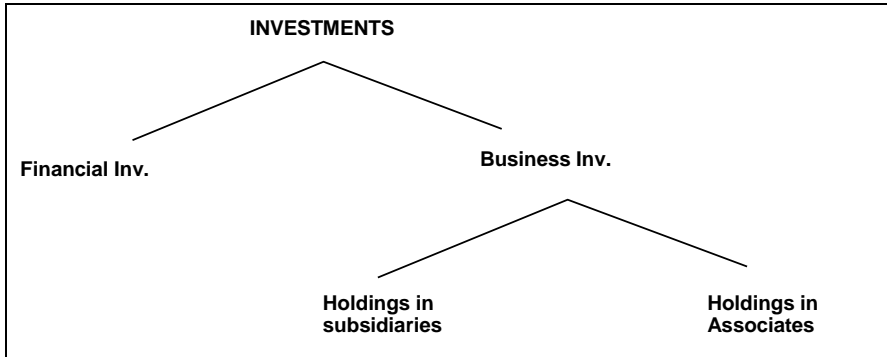 INVESTMENTS
Financial Inv.
Business Inv.
Holdings in
subsidiaries
Holdings in
Associates